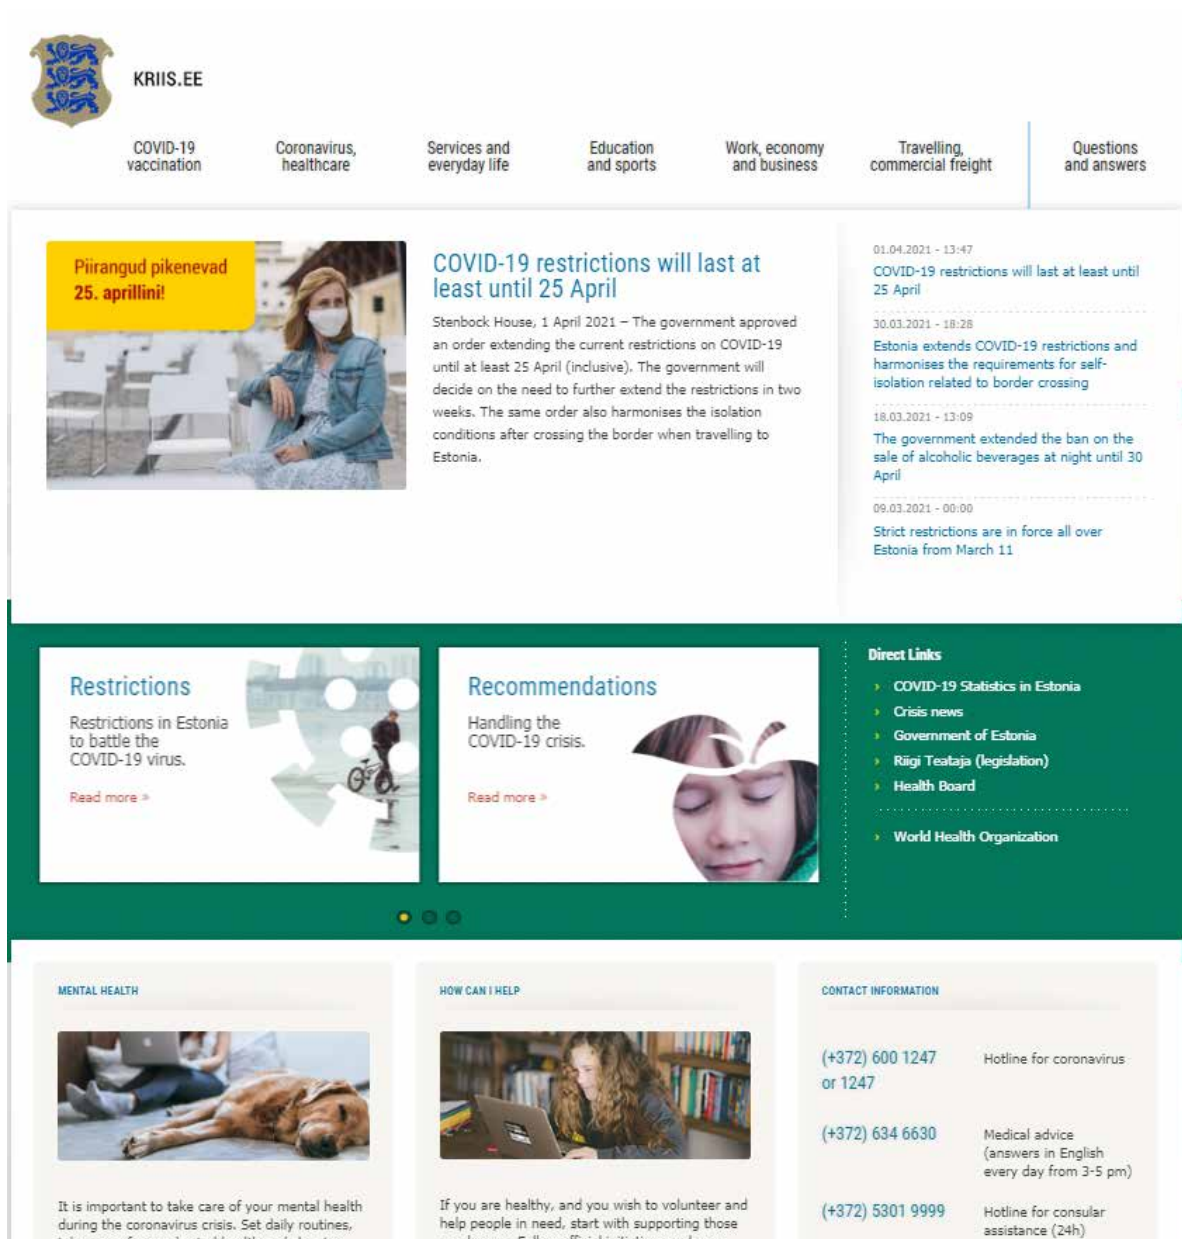 KRIIS.EE
COVID-19
vaccination
Coronavirus,
healthcare
Services and
everyday life
Education
and sports
Work, economy
and business
Travelling,
commercial freight
Questions
and answers
Piirangud pikenevad
25. aprillini!
COVID-19 restrictions will last at
least until 25 April
Stenbock House, 1 April 2021 – The government approved
an order extending the current restrictions on COVID-19
until at least 25 April (inclusive). The government will
decide on the need to further extend the restrictions in two
weeks. The same order also harmonises the isolation
conditions after crossing the border when travelling to
Estonia.
01.04.2021 - 13:47
COVID-19 restrictions will last at least until
25 April
30.03.2021 - 18:28
Estonia extends COVID-19 restrictions and
harmonises the requirements for self-
isolation related to border crossing
18.03.2021 - 13:09
The government extended the ban on the
sale of alcoholic beverages at night until 30
April
09.03.2021 - 00:00
Strict restrictions are in force all over
Estonia from March 11
Restrictions
Restrictions in Estonia
to battle the
COVID-19 virus.
Read more »
Recommendations
Handling the
COVID-19 crisis.
Read more »
Direct Links
› COVID-19 Statistics in Estonia
› Crisis news
› Government of Estonia
› Riigi Teataja (legislation)
› Health Board
› World Health Organization
MENTAL HEALTH
It is important to take care of your mental health
during the coronavirus crisis. Set daily routines,
HOW CAN I HELP
If you are healthy, and you wish to volunteer and
help people in need, start with supporting those
CONTACT INFORMATION
(+372) 600 1247
or 1247
Hotline for coronavirus
(+372) 634 6630
Medical advice
(answers in English
every day from 3-5 pm)
(+372) 5301 9999
Hotline for consular
assistance (24h)